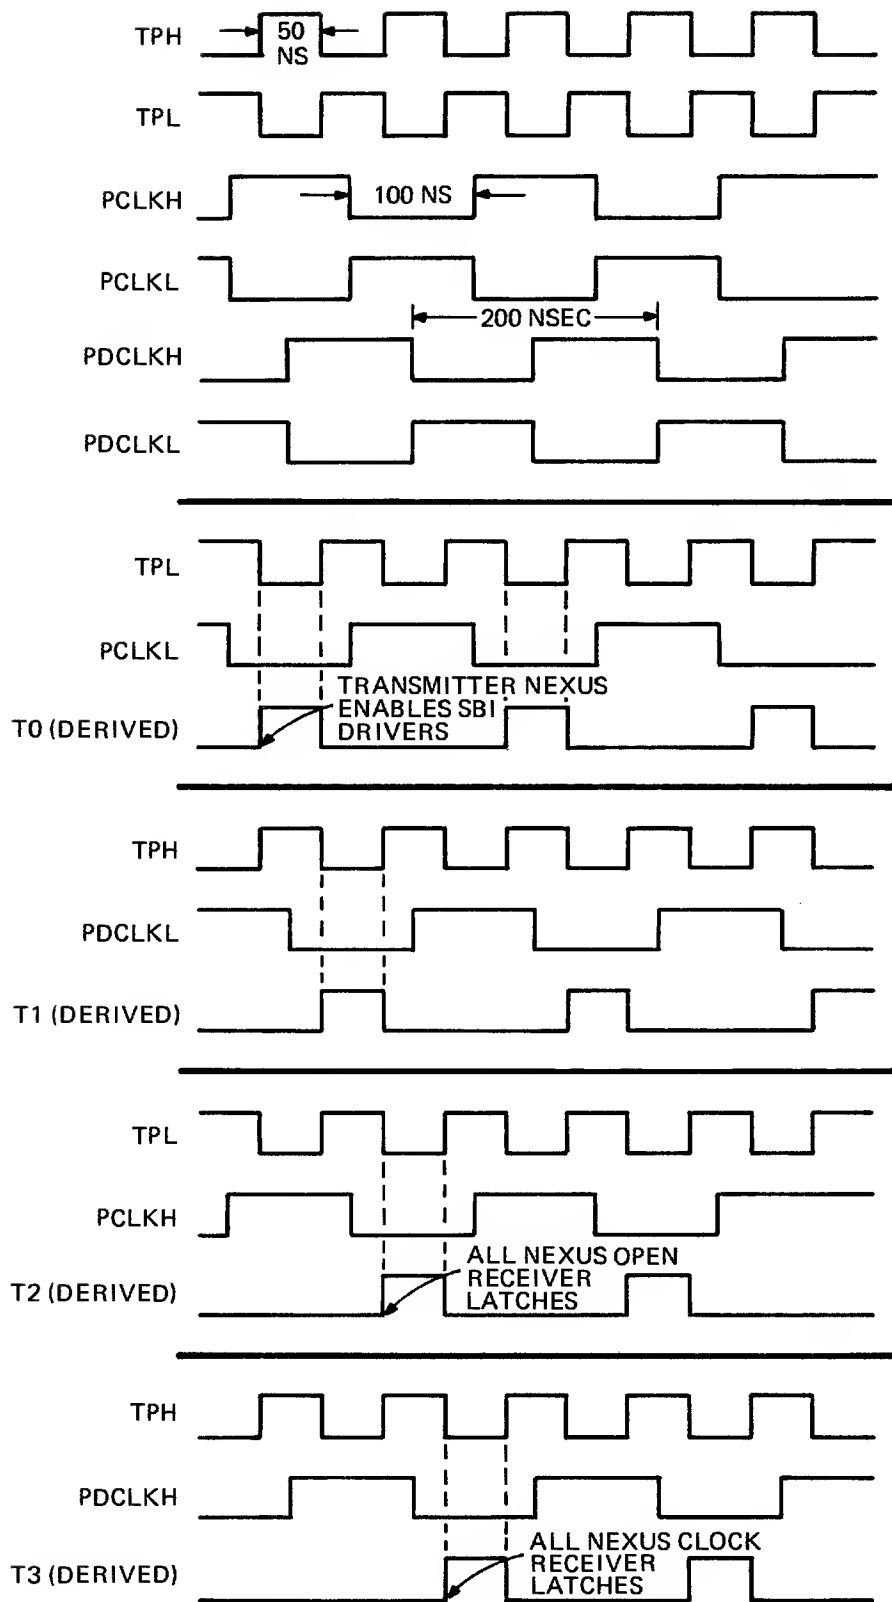 TPH
50
NS
TPL
PCLKH
100 NS
PCLKL
200 NSEC
PDCLKH
PDCLKL
TPL
PCLKL
TRANSMITTER NEXUS
ENABLES SBI
DRIVERS
T0 (DERIVED)
TPH
PDCLKL
T1 (DERIVED)
TPL
PCLKH
ALL NEXUS OPEN
RECEIVER
LATCHES
T2 (DERIVED)
TPH
PDCLKH
ALL NEXUS CLOCK
RECEIVER
LATCHES
T3 (DERIVED)